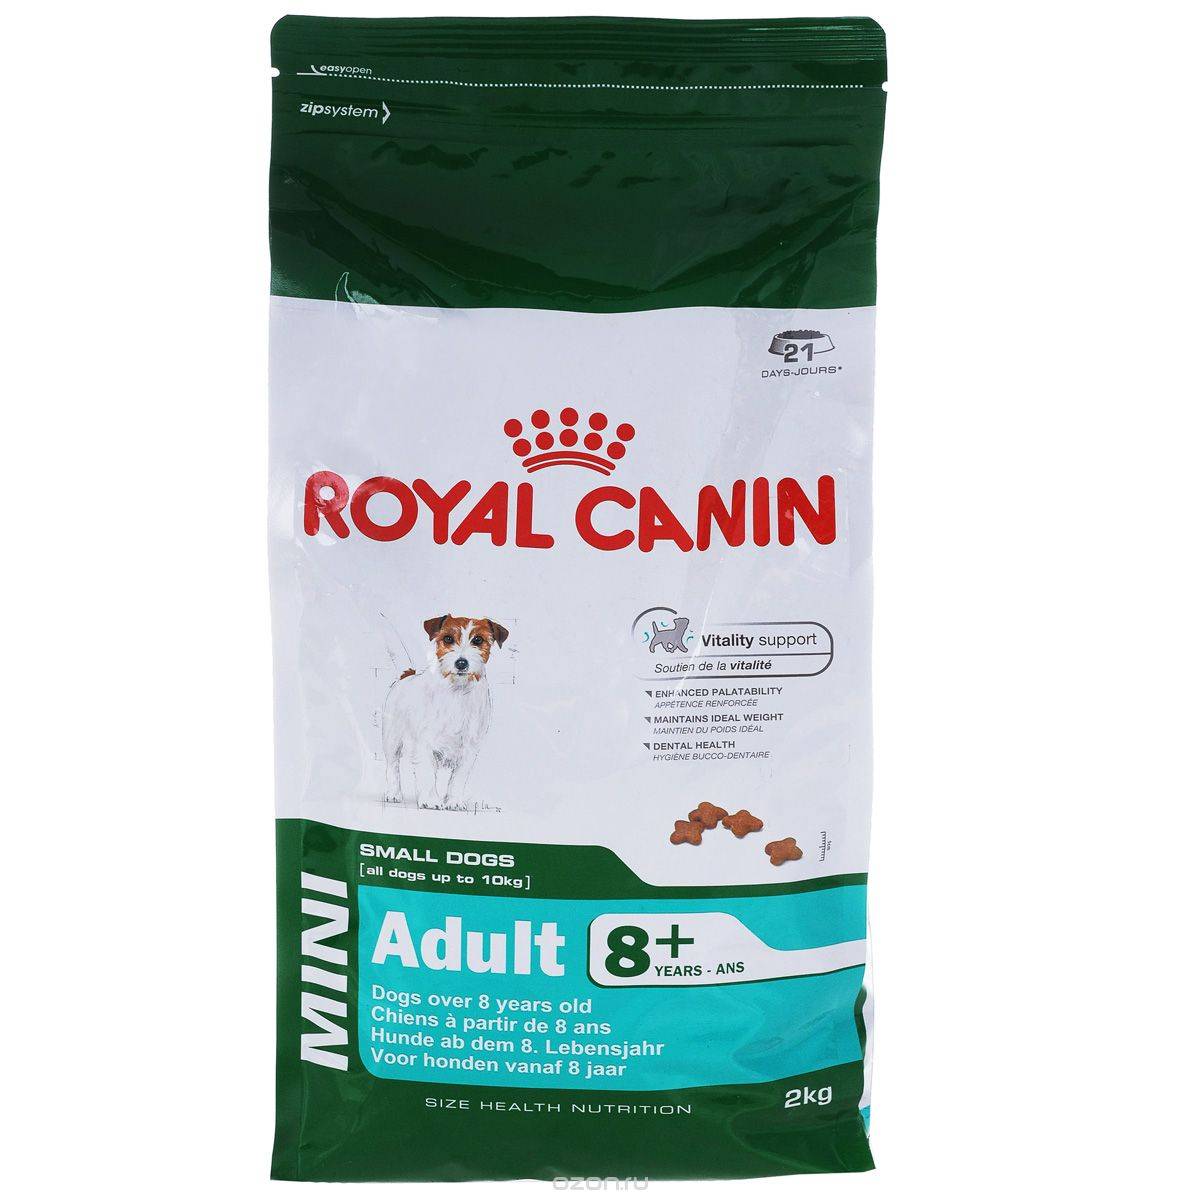 easyopen
zipsystem
21
DAYS-JOURS*
ROYAL CANIN
Vitality support
Soutien de la vitalité
ENHANCED PALATABILITY
APPÉTENCE RENFORCÉE
MAINTAINS IDEAL WEIGHT
MAINTIEN DU POIDS IDÉAL
DENTAL HEALTH
HYGIÈNE BUCCO-DENTAIRE
SMALL DOGS
[all dogs up to 10kg]
MINI
Adult 8+
YEARS - ANS
Dogs over 8 years old
Chiens à partir de 8 ans
Hunde ab dem 8. Lebensjahr
Voor honden vanaf 8 jaar
2kg
SIZE HEALTH NUTRITION
ozon.ru